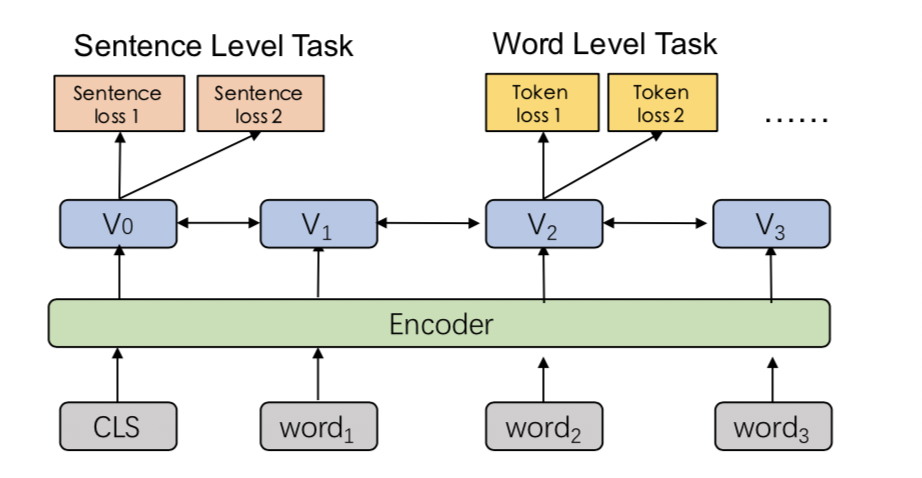 Sentence Level Task
Word Level Task
Sentence
loss 1
Sentence
loss 2
Token
loss 1
Token
loss 2
......
V0
V₁
V₂
V₃
Encoder
CLS
word₁
word₂
word₃